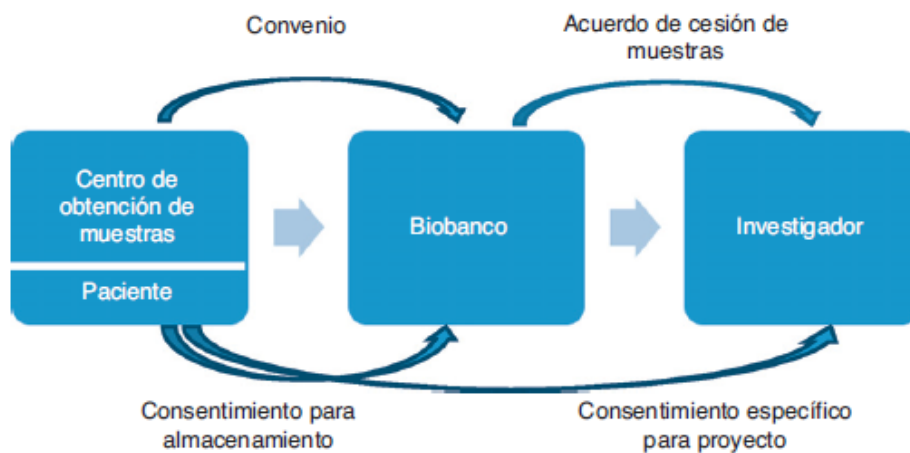 Convenio
Acuerdo de cesión de
muestras
Centro de
obtención de
muestras
Paciente
Biobanco
Investigador
Consentimiento para
almacenamiento
Consentimiento específico
para proyecto